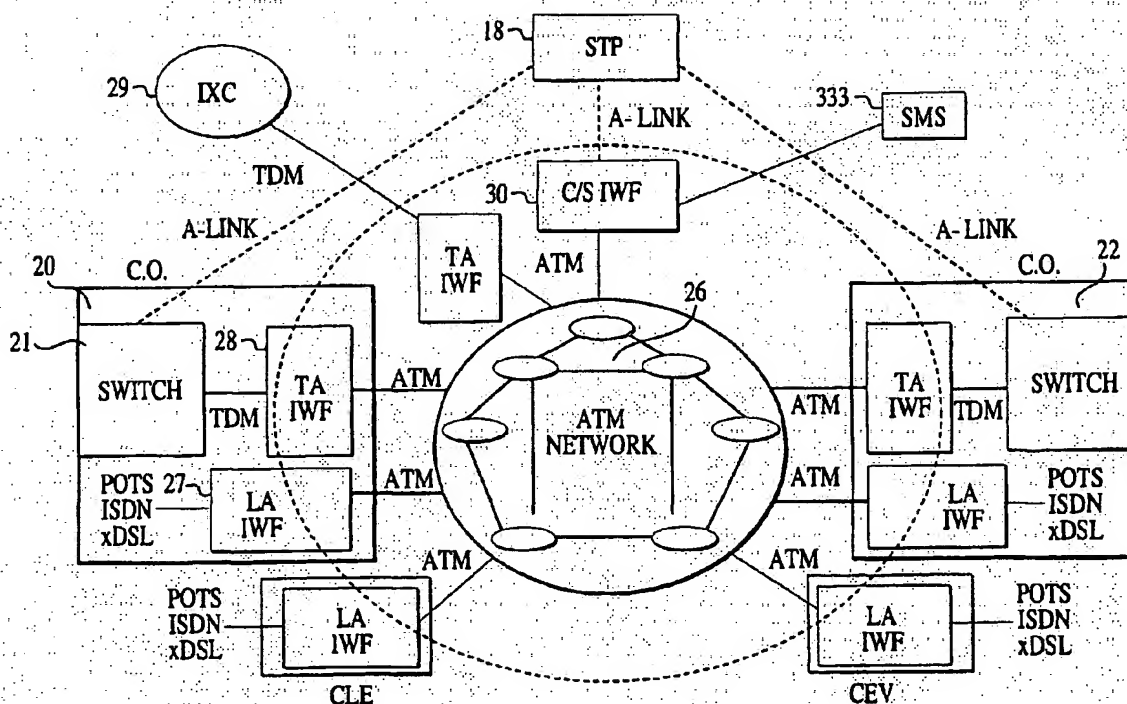 18
STP
29
IXC
333
SMS
A-LINK
TDM
30
C/S IWF
A-LINK
A-LINK
TA
IWF
ATM
20
C.O.
C.O.
22
26
21
SWITCH
28
TA
IWF
TDM
ATM
ATM
NETWORK
ATM
TA
IWF
TDM
SWITCH
POTS
ISDN
xDSL
27
LA
IWF
ATM
ATM
LA
IWF
POTS
ISDN
xDSL
ATM
ATM
POTS
ISDN
xDSL
LA
IWF
CLE
LA
IWF
POTS
ISDN
xDSL
CEV